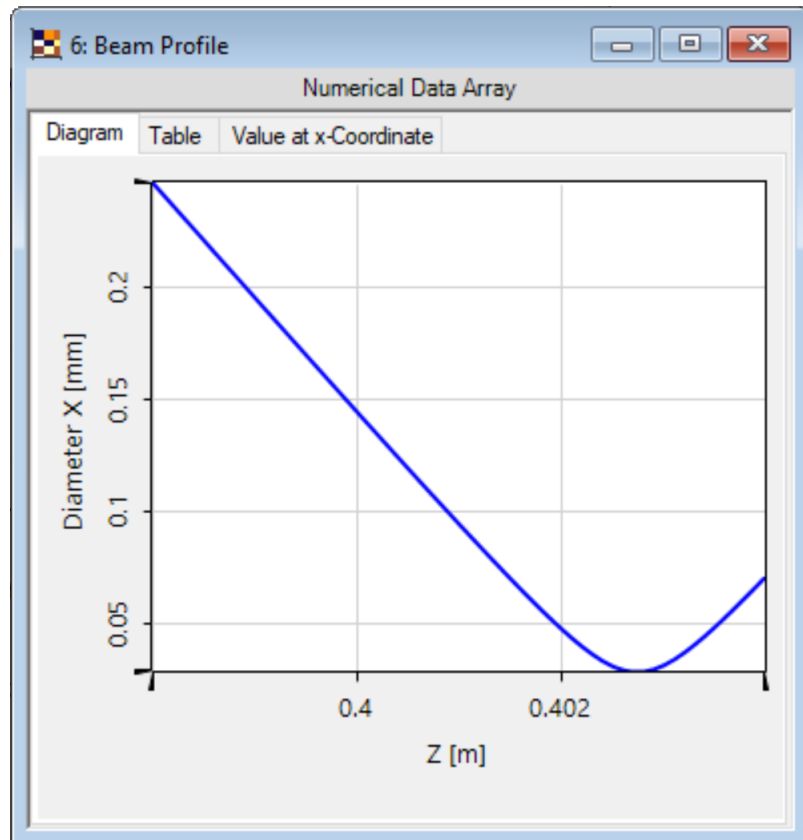 6: Beam Profile
Numerical Data Array
Diagram Table Value at x-Coordinate
Diameter X [mm]
0.2
0.15
0.1
0.05
0.4 0.402
Z [m]